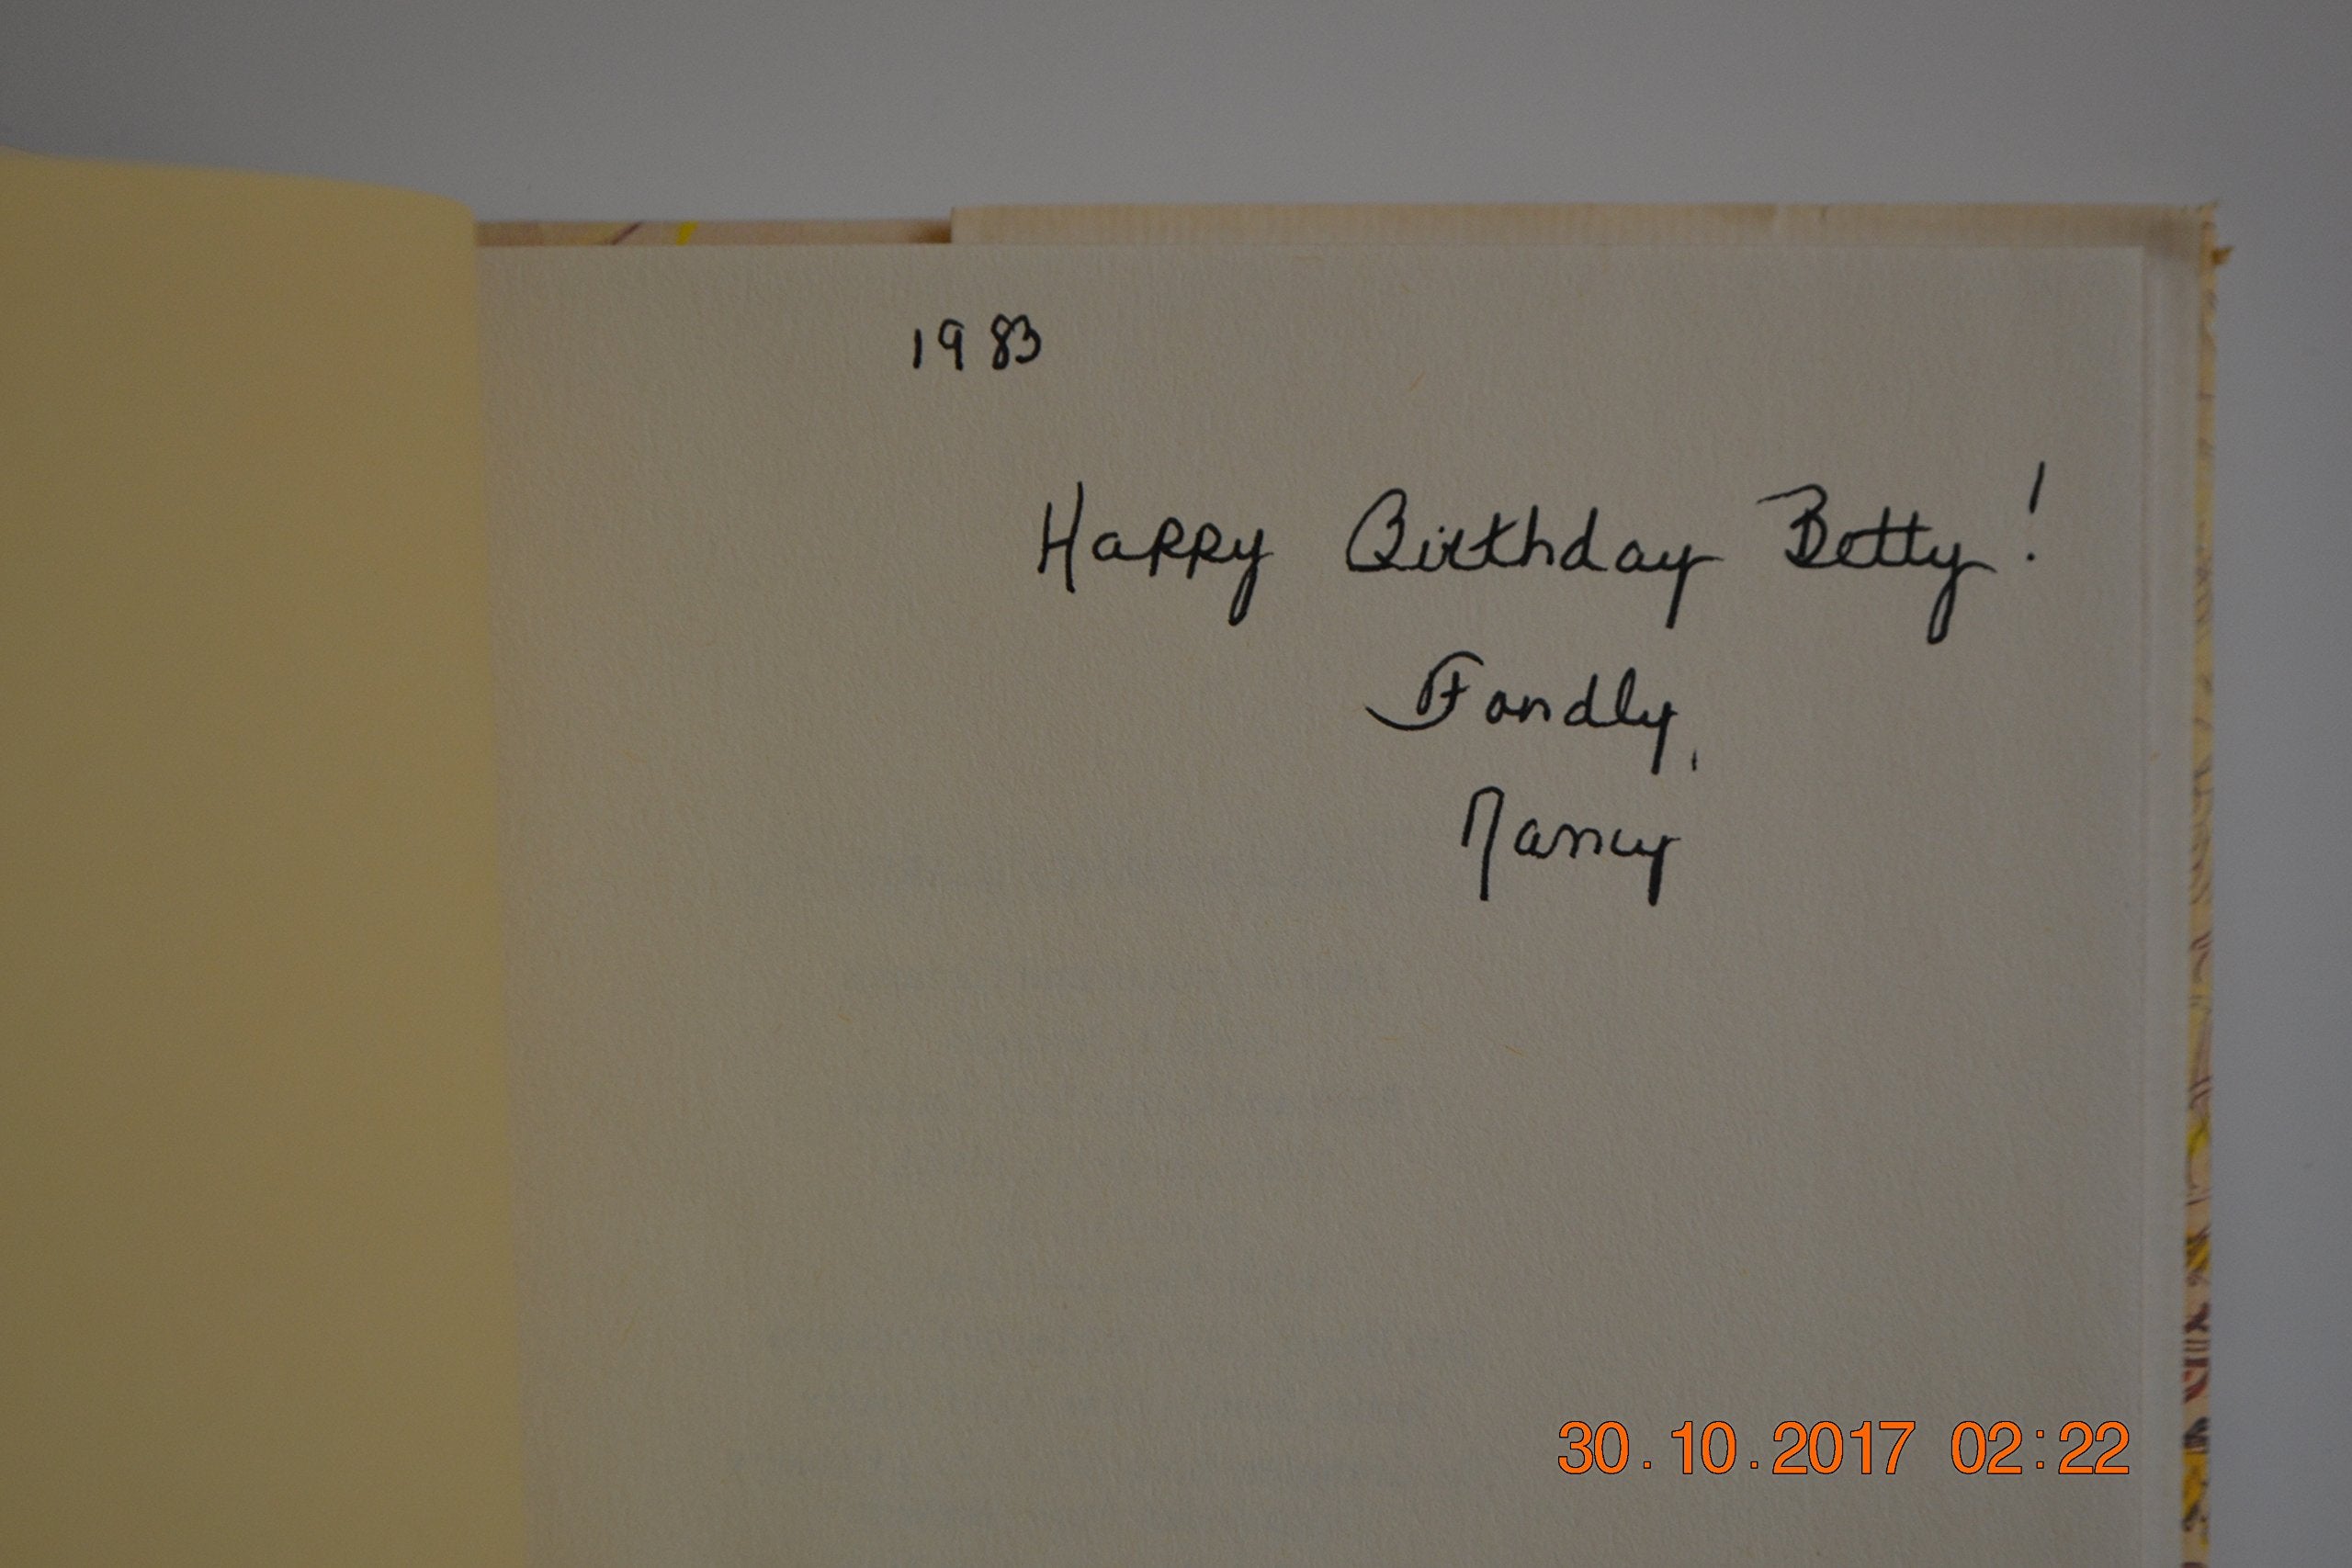 1983
Happy Birthday Betty!
Fondly,
Nancy
30.10.2017 02:22